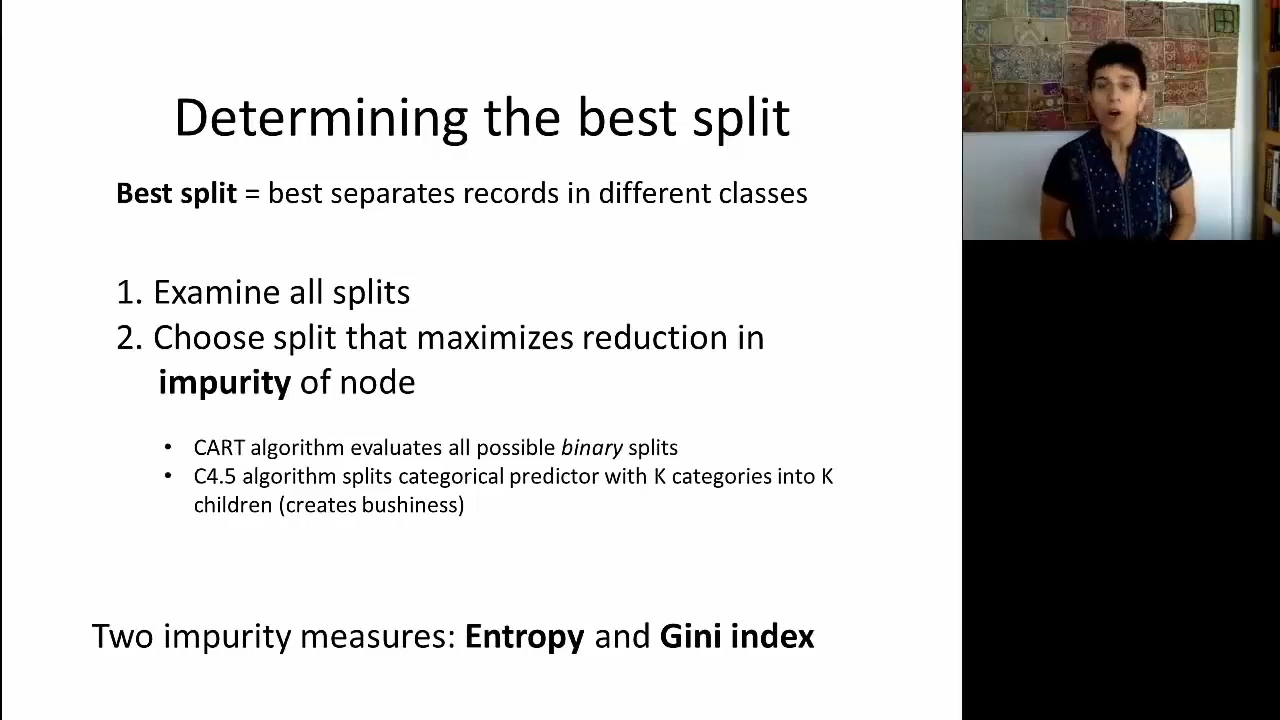 Determining the best split
Best split = best separates records in different classes
1. Examine all splits
2. Choose split that maximizes reduction in
impurity of node
• CART algorithm evaluates all possible binary splits
• C4.5 algorithm splits categorical predictor with K categories into K
children (creates bushiness)
Two impurity measures: Entropy and Gini index